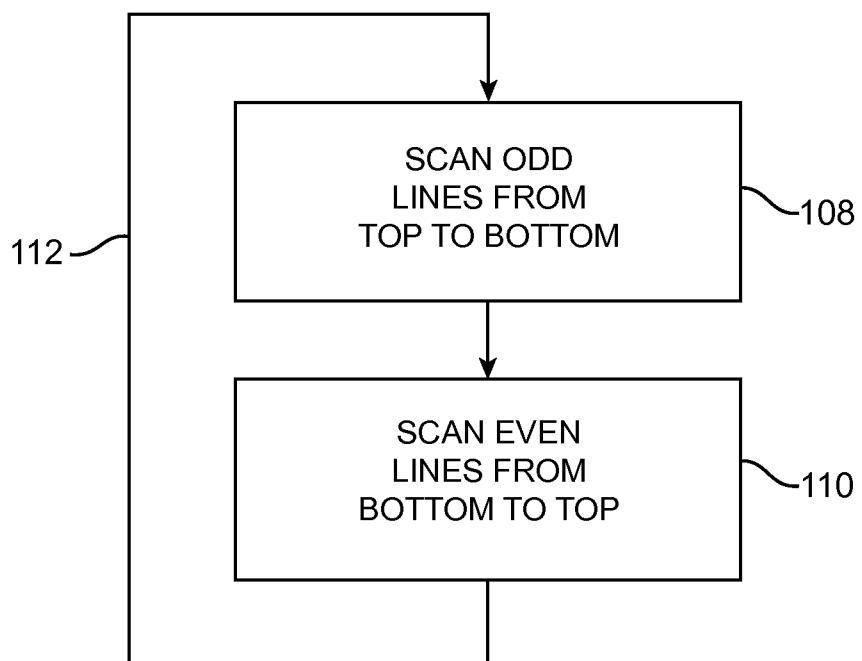 SCAN ODD
LINES FROM
TOP TO BOTTOM
108
112
SCAN EVEN
LINES FROM
BOTTOM TO TOP
110